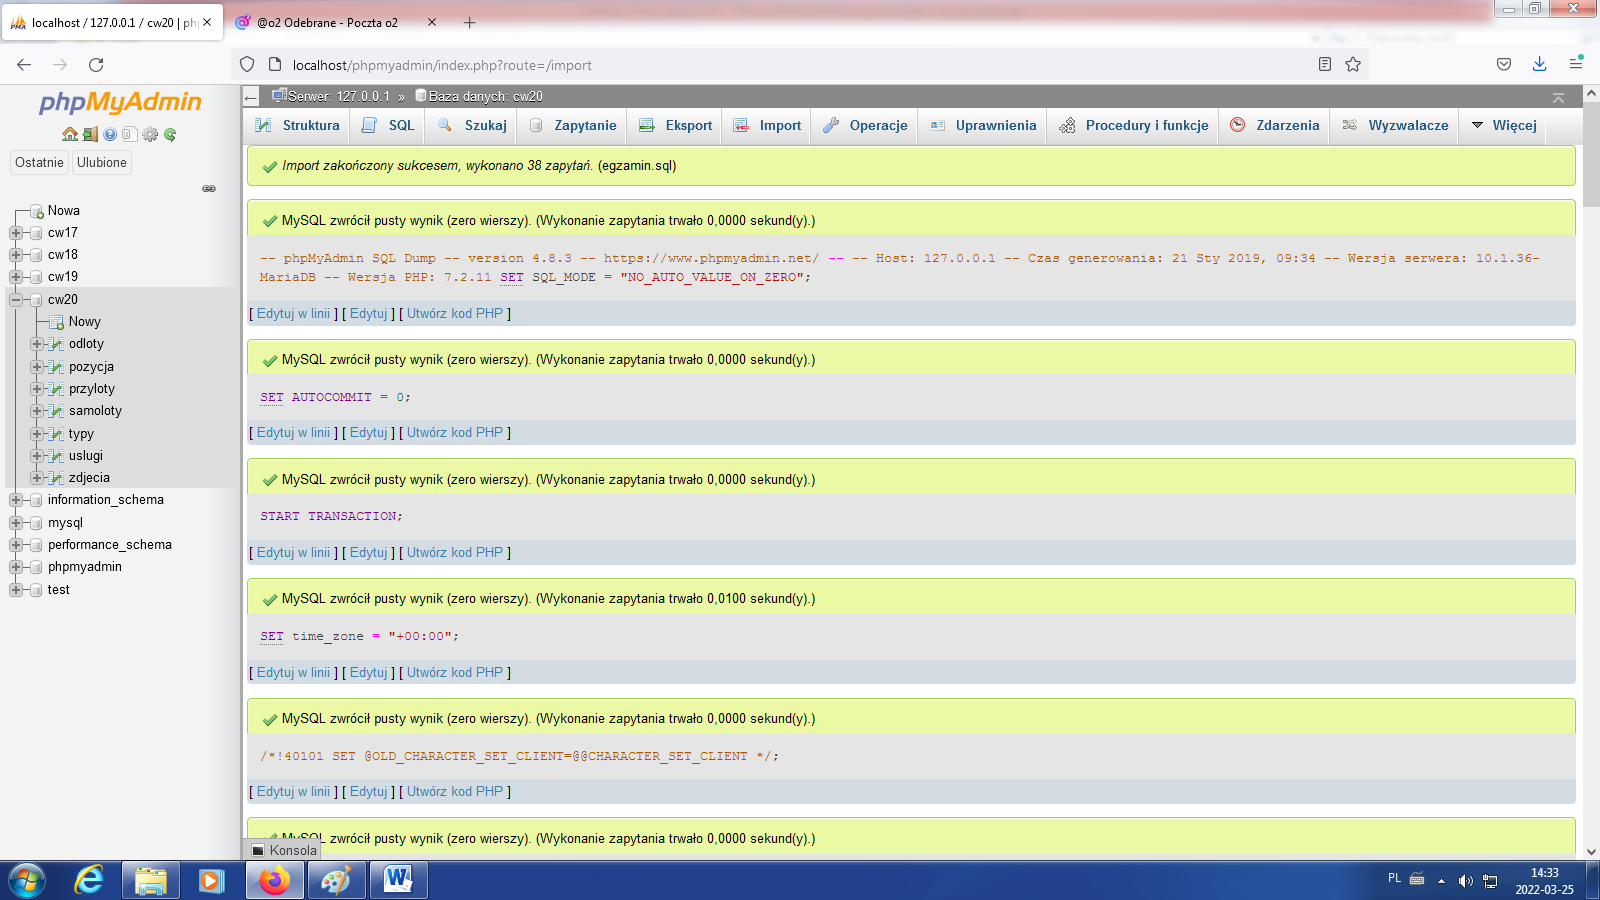 localhost / 127.0.0.1 / cw20 | ph
@o2 Odebrane - Poczta o2
localhost/phpmyadmin/index.php?route=/import
phpMyAdmin
Ostatnie
Ulubione
Nowa
cw17
cw18
cw19
cw20
Nowy
odloty
pozycja
przyloty
samoloty
typy
uslugi
zdjecia
information_schema
mysql
performance_schema
phpmyadmin
test
Serwer: 127.0.0.1 » Baza danych: cw20
Struktura SQL Szukaj Zapytanie Eksport Import Operacje Uprawnienia Procedury i funkcje Zdarzenia Wyzwalacze Więcej
Import zakończony sukcesem, wykonano 38 zapytań. (egzamin.sql)
MySQL zwrócił pusty wynik (zero wierszy). (Wykonanie zapytania trwało 0,0000 sekund(y).)
-- phpMyAdmin SQL Dump -- version 4.8.3 -- https://www.phpmyadmin.net/ -- -- Host: 127.0.0.1 -- Czas generowania: 21 Sty 2019, 09:34 -- Wersja serwera: 10.1.36-
MariaDB -- Wersja PHP: 7.2.11 SET SQL_MODE = "NO_AUTO_VALUE_ON_ZERO";
[ Edytuj w linii ] [ Edytuj ] [ Utwórz kod PHP ]
MySQL zwrócił pusty wynik (zero wierszy). (Wykonanie zapytania trwało 0,0000 sekund(y).)
SET AUTOCOMMIT = 0;
[ Edytuj w linii ] [ Edytuj ] [ Utwórz kod PHP ]
MySQL zwrócił pusty wynik (zero wierszy). (Wykonanie zapytania trwało 0,0000 sekund(y).)
START TRANSACTION;
[ Edytuj w linii ] [ Edytuj ] [ Utwórz kod PHP ]
MySQL zwrócił pusty wynik (zero wierszy). (Wykonanie zapytania trwało 0,0100 sekund(y).)
SET time_zone = "+00:00";
[ Edytuj w linii ] [ Edytuj ] [ Utwórz kod PHP ]
MySQL zwrócił pusty wynik (zero wierszy). (Wykonanie zapytania trwało 0,0000 sekund(y).)
/*!40101 SET @OLD_CHARACTER_SET_CLIENT=@@CHARACTER_SET_CLIENT */;
[ Edytuj w linii ] [ Edytuj ] [ Utwórz kod PHP ]
MySQL zwrócił pusty wynik (zero wierszy). (Wykonanie zapytania trwało 0,0000 sekund(y).)
Konsola
PL
14:33
2022-03-25